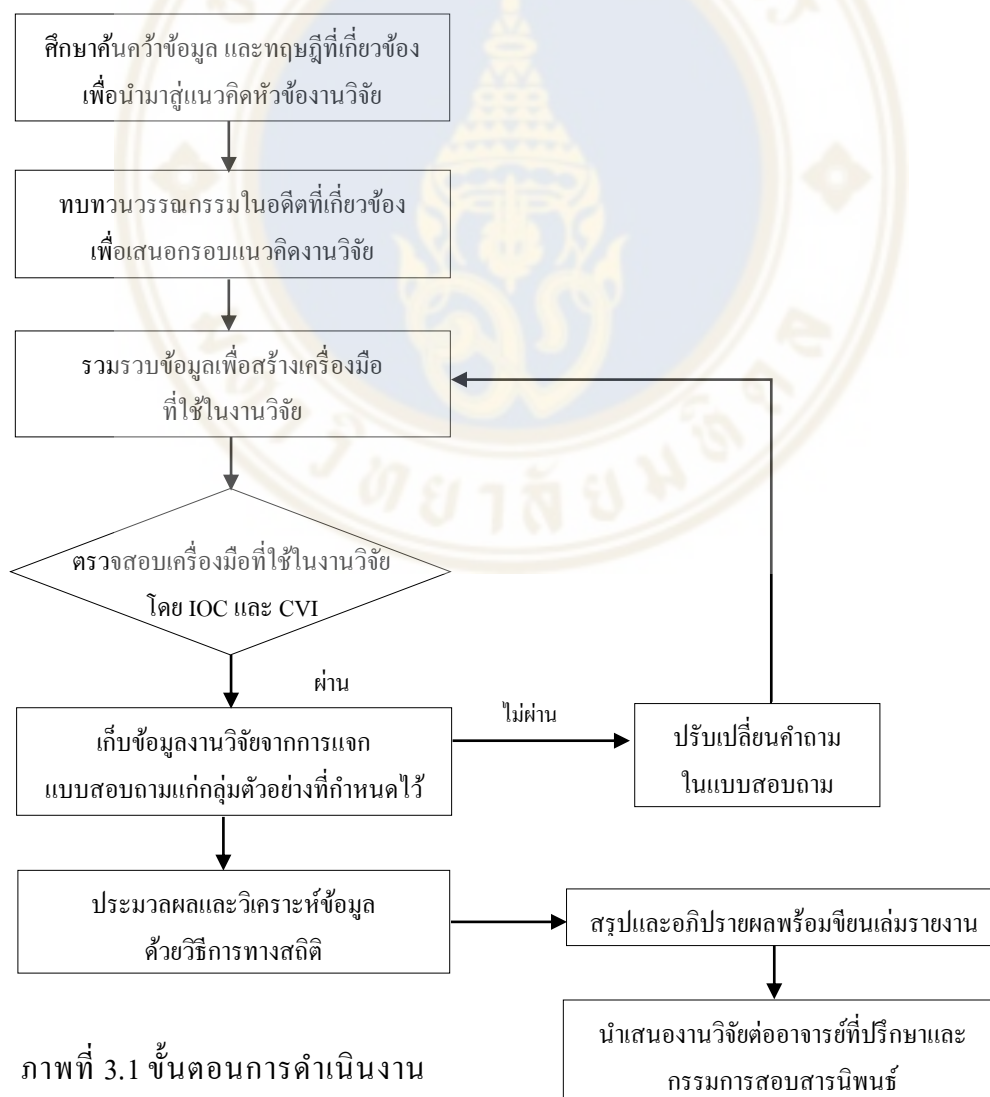 ศึกษาค้นคว้าข้อมูล และทฤษฎีที่เกี่ยวข้อง
เพื่อนำมาสู่แนวคิดหัวข้องานวิจัย
ทบทวนวรรณกรรมในอดีตที่เกี่ยวข้อง
เพื่อเสนอกรอบแนวคิดงานวิจัย
รวมรวบข้อมูลเพื่อสร้างเครื่องมือ
ที่ใช้ในงานวิจัย
ตรวจสอบเครื่องมือที่ใช้ในงานวิจัย
โดย IOC และ CVI
ผ่าน
เก็บข้อมูลงานวิจัยจากการแจก
แบบสอบถามแก่กลุ่มตัวอย่างที่กำหนดไว้
ไม่ผ่าน
ปรับเปลี่ยนคำถาม
ในแบบสอบถาม
ประมวลผลและวิเคราะห์ข้อมูล
ด้วยวิธีการทางสถิติ
สรุปและอภิปรายผลพร้อมขียนเล่มรายงาน
นำเสนองานวิจัยต่ออาจารย์ที่ปรึกษาและ
กรรมการสอบสารนิพนธ์
ภาพที่ 3.1 ขั้นตอนการดำเนินงาน